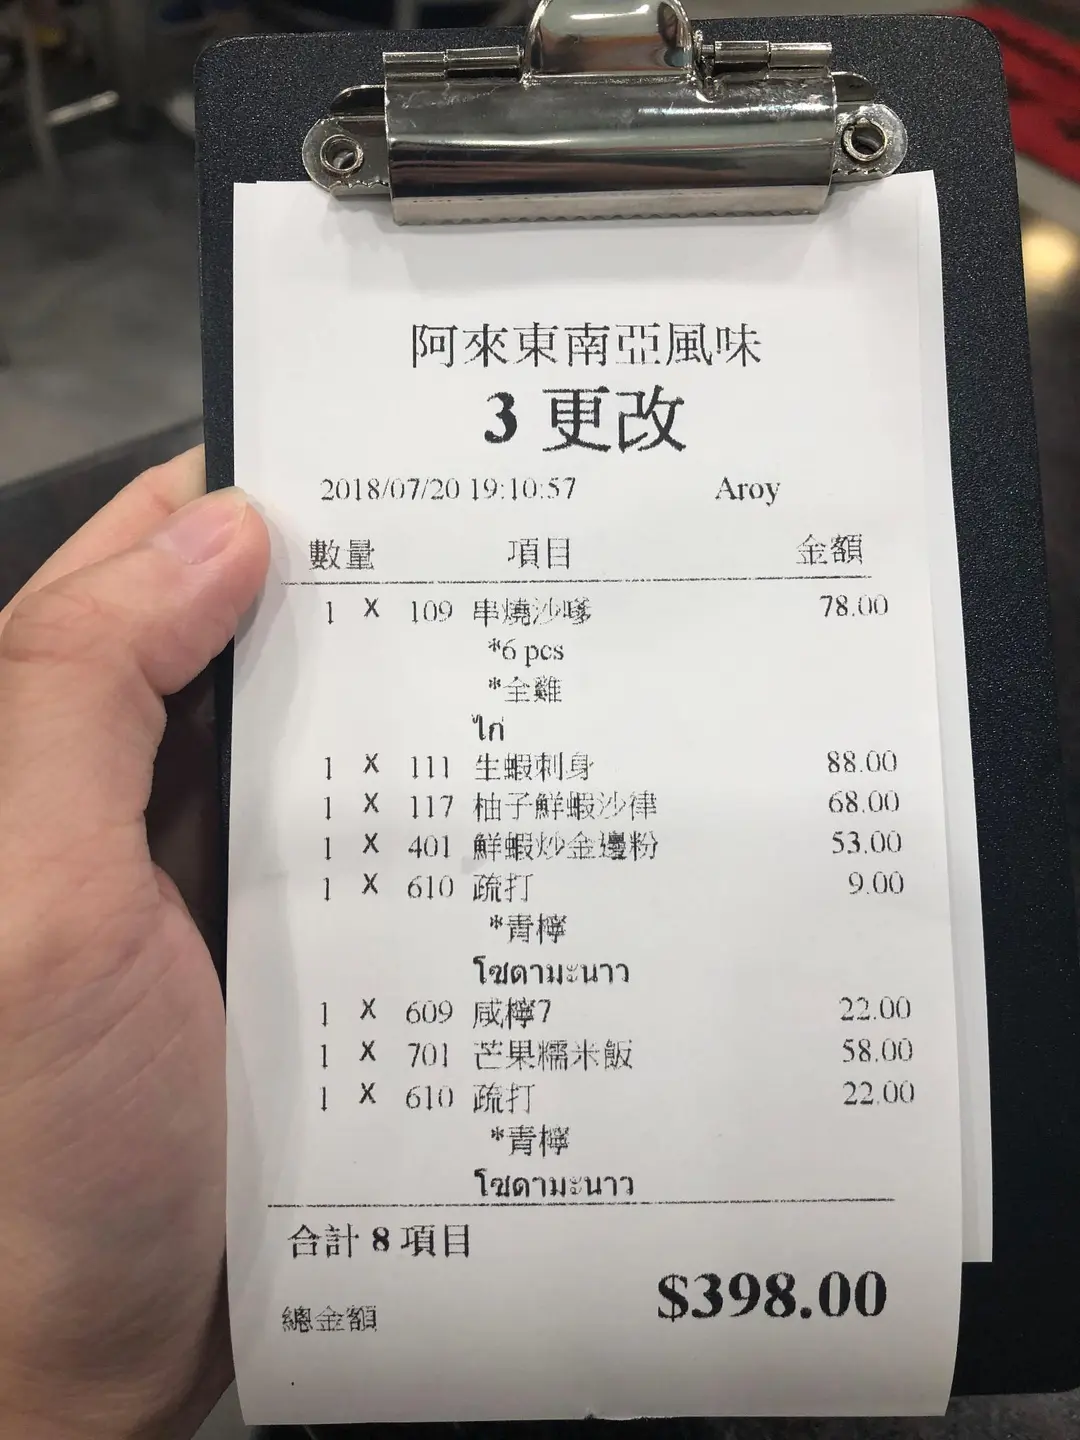 阿來東南亞風味
3 更改
2018/07/20 19:10:57 Aroy
數量 項目 金額
1 X 109 串燒沙嗲 78.00
*6 pcs
*全雞
ไก่
1 X 111 生蝦刺身 88.00
1 X 117 柚子鮮蝦沙律 68.00
1 X 401 鮮蝦炒金邊粉 53.00
1 X 610 疏打 9.00
*青檸
โซดามะนาว
1 X 609 咸檸7 22.00
1 X 701 芒果糯米飯 58.00
1 X 610 疏打 22.00
*青檸
โซดามะนาว
合計 8 項目
$398.00
總金額